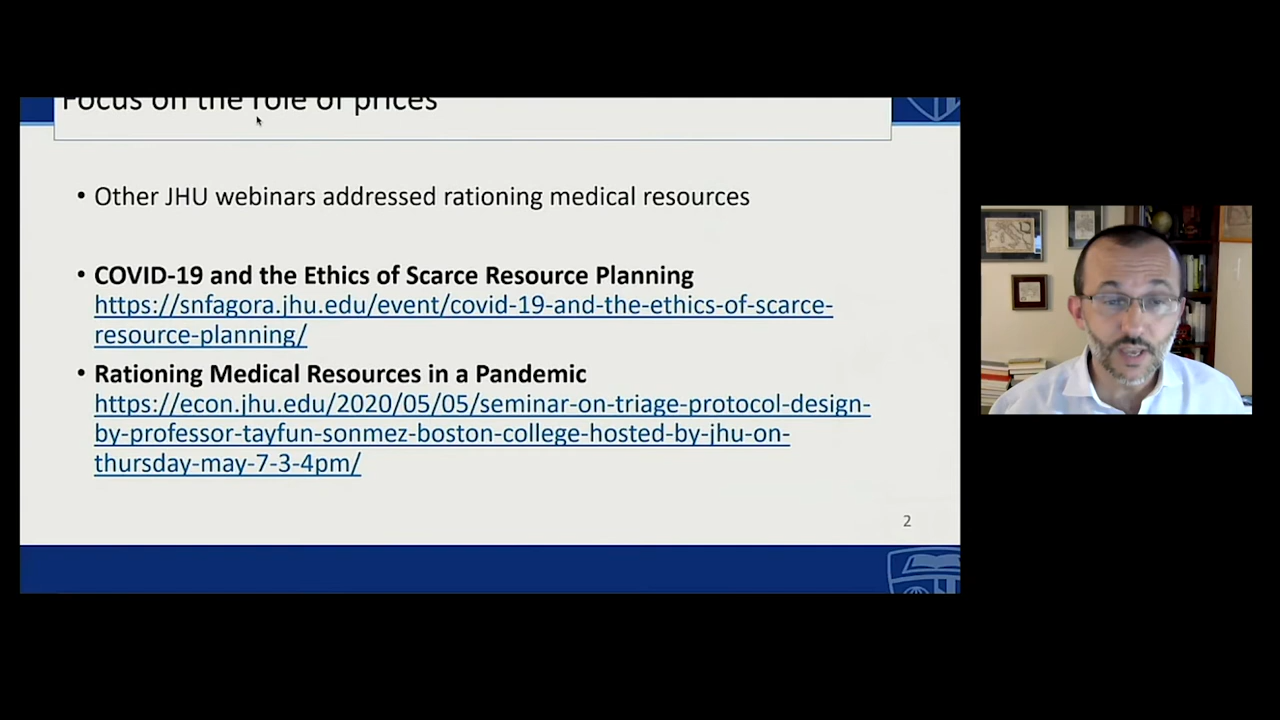 Focus on the role of prices
• Other JHU webinars addressed rationing medical resources
• COVID-19 and the Ethics of Scarce Resource Planning
https://snfagora.jhu.edu/event/covid-19-and-the-ethics-of-scarce-
resource-planning/
• Rationing Medical Resources in a Pandemic
https://econ.jhu.edu/2020/05/05/seminar-on-triage-protocol-design-
by-professor-tayfun-sonmez-boston-college-hosted-by-jhu-on-
thursday-may-7-3-4pm/
2